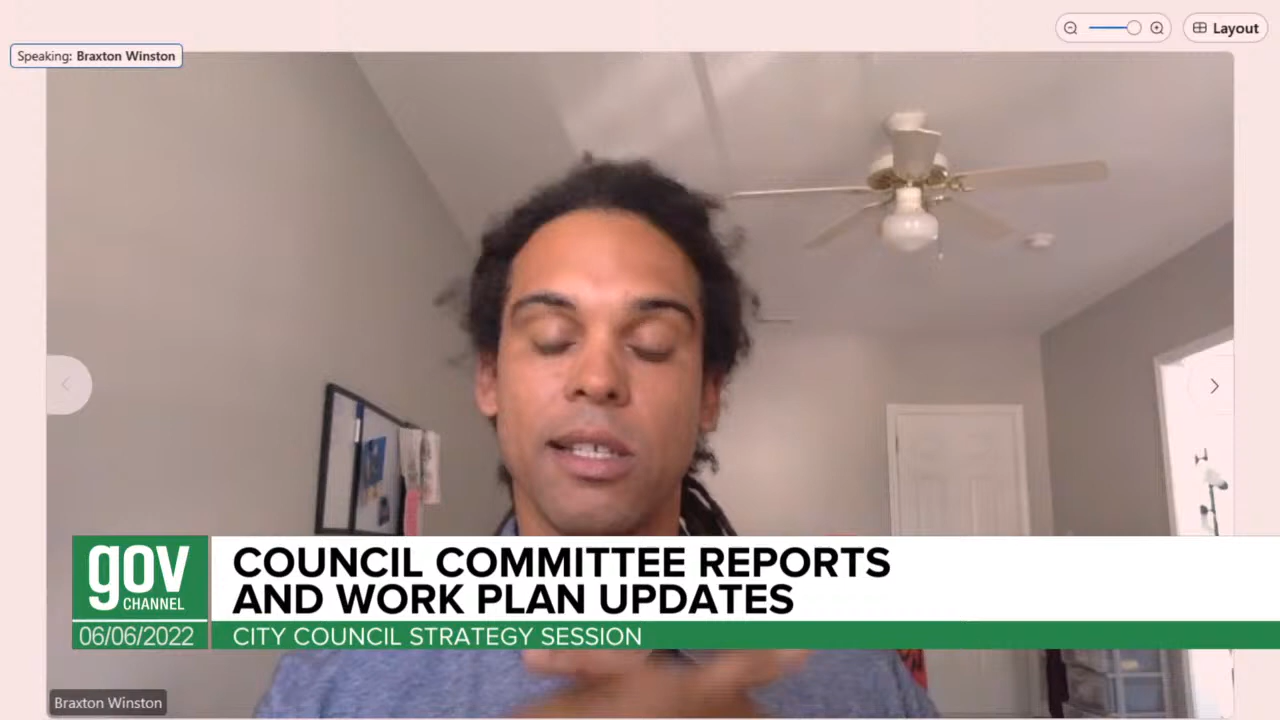 Layout
Speaking: Braxton Winston
gov
CHANNEL
COUNCIL COMMITTEE REPORTS
AND WORK PLAN UPDATES
06/06/2022
CITY COUNCIL STRATEGY SESSION
Braxton Winston